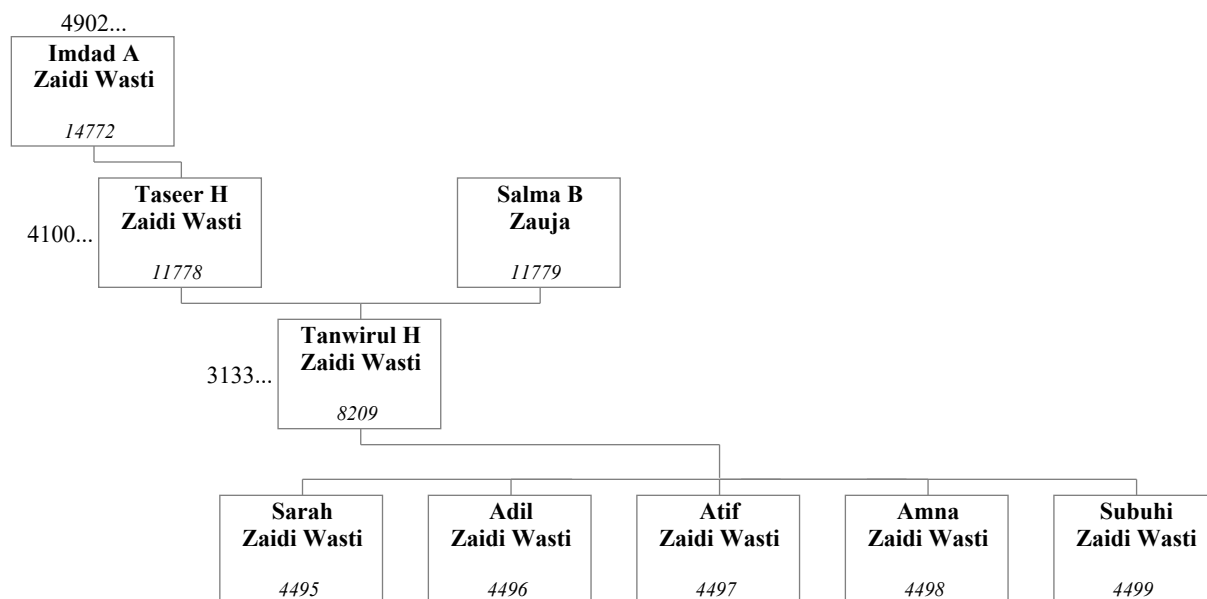 4902...
Imdad A
Zaidi Wasti
14772
Taseer H
Zaidi Wasti
11778
4100...
Salma B
Zauja
11779
Tanwirul H
Zaidi Wasti
8209
3133...
Sarah
Zaidi Wasti
4495
Adil
Zaidi Wasti
4496
Atif
Zaidi Wasti
4497
Amna
Zaidi Wasti
4498
Subuhi
Zaidi Wasti
4499